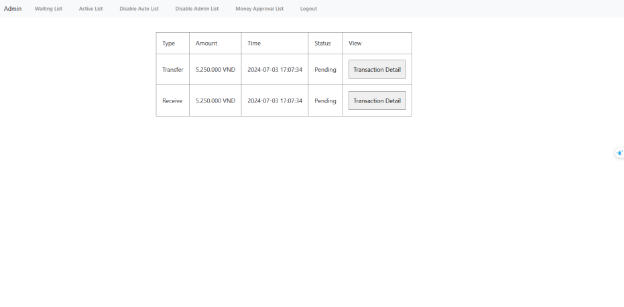 Admin Waiting List Active List Disable Auto List Disable Admin List Money Approval List Logout
Type Amount Time Status View
Transfer 5.250.000 VND 2024-07-03 17:07:34 Pending Transaction Detail
Receive 5.250.000 VND 2024-07-03 17:07:34 Pending Transaction Detail